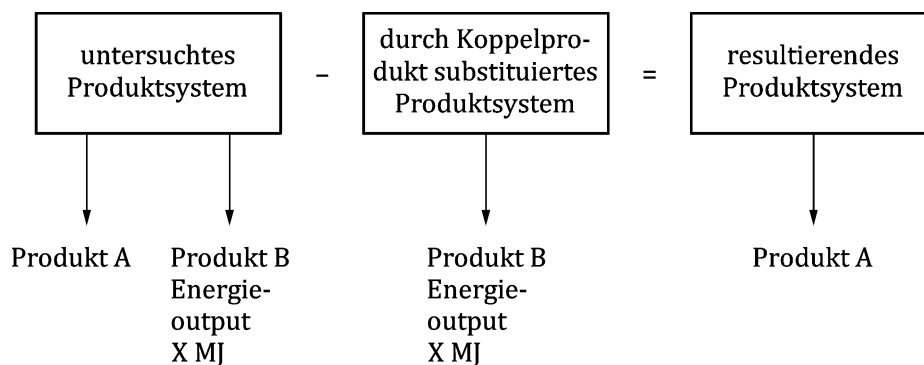 untersuchtes
Produktsystem
–
durch Koppelpro-
dukt substituiertes
Produktsystem
=
resultierendes
Produktsystem
Produkt A
Produkt B
Energie-
output
X MJ
Produkt B
Energie-
output
X MJ
Produkt A